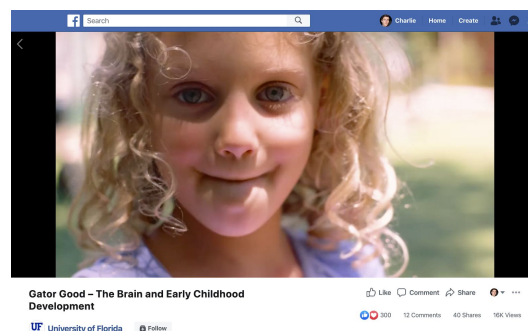 f Search Charlie Home Create
Gator Good – The Brain and Early Childhood
Development
Like Comment Share
300 12 Comments 40 Shares 16K Views
UF University of Florida Follow